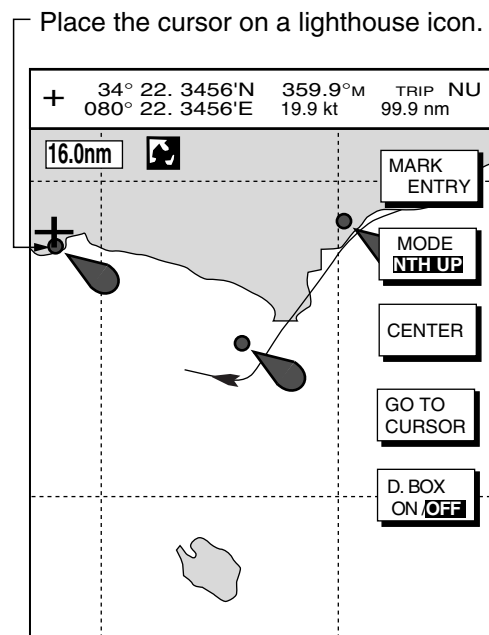 Place the cursor on a lighthouse icon.
+ 34° 22. 3456'N 359.9°M TRIP NU
080° 22. 3456'E 19.9 kt 99.9 nm
16.0nm
MARK
ENTRY
MODE
NTH UP
CENTER
GO TO
CURSOR
D. BOX
ON /OFF